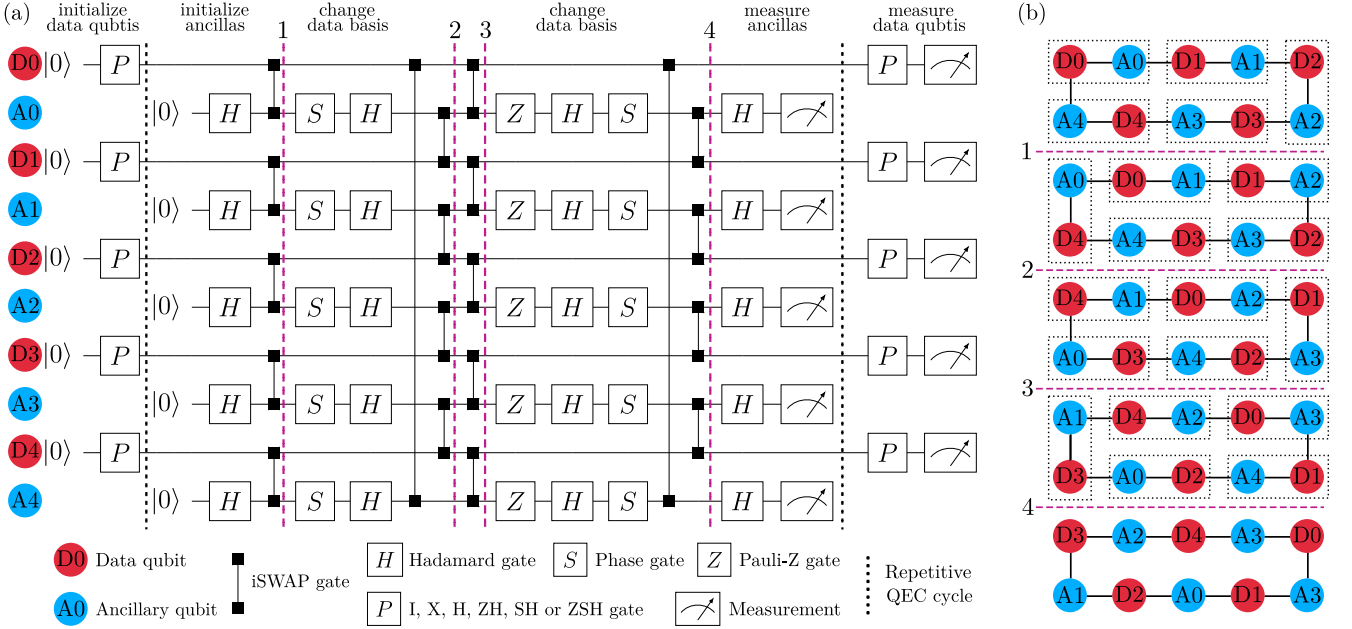 (a)
initialize data qubtis
initialize ancillas
1
change data basis
2
3
change data basis
4
measure ancillas
measure data qubtis
D0 |0⟩ P P
A0 |0⟩ H S H Z H S H
D1 |0⟩ P P
A1 |0⟩ H S H Z H S H
D2 |0⟩ P P
A2 |0⟩ H S H Z H S H
D3 |0⟩ P P
A3 |0⟩ H S H Z H S H
D4 |0⟩ P P
A4 |0⟩ H S H Z H S H
D0 Data qubit
A0 Ancillary qubit
iSWAP gate
H Hadamard gate
S Phase gate
Z Pauli-Z gate
P I, X, H, ZH, SH or ZSH gate
Measurement
Repetitive
QEC cycle
(b)
D0 A0 D1 A1 D2
A4 D4 A3 D3 A2
1
A0 D0 A1 D1 A2
D4 A4 D3 A3 D2
2
D4 A1 D0 A2 D1
A0 D3 A4 D2 A3
3
A1 D4 A2 D0 A3
D3 A0 D2 A4 D1
4
D3 A2 D4 A3 D0
A1 D2 A0 D1 A3